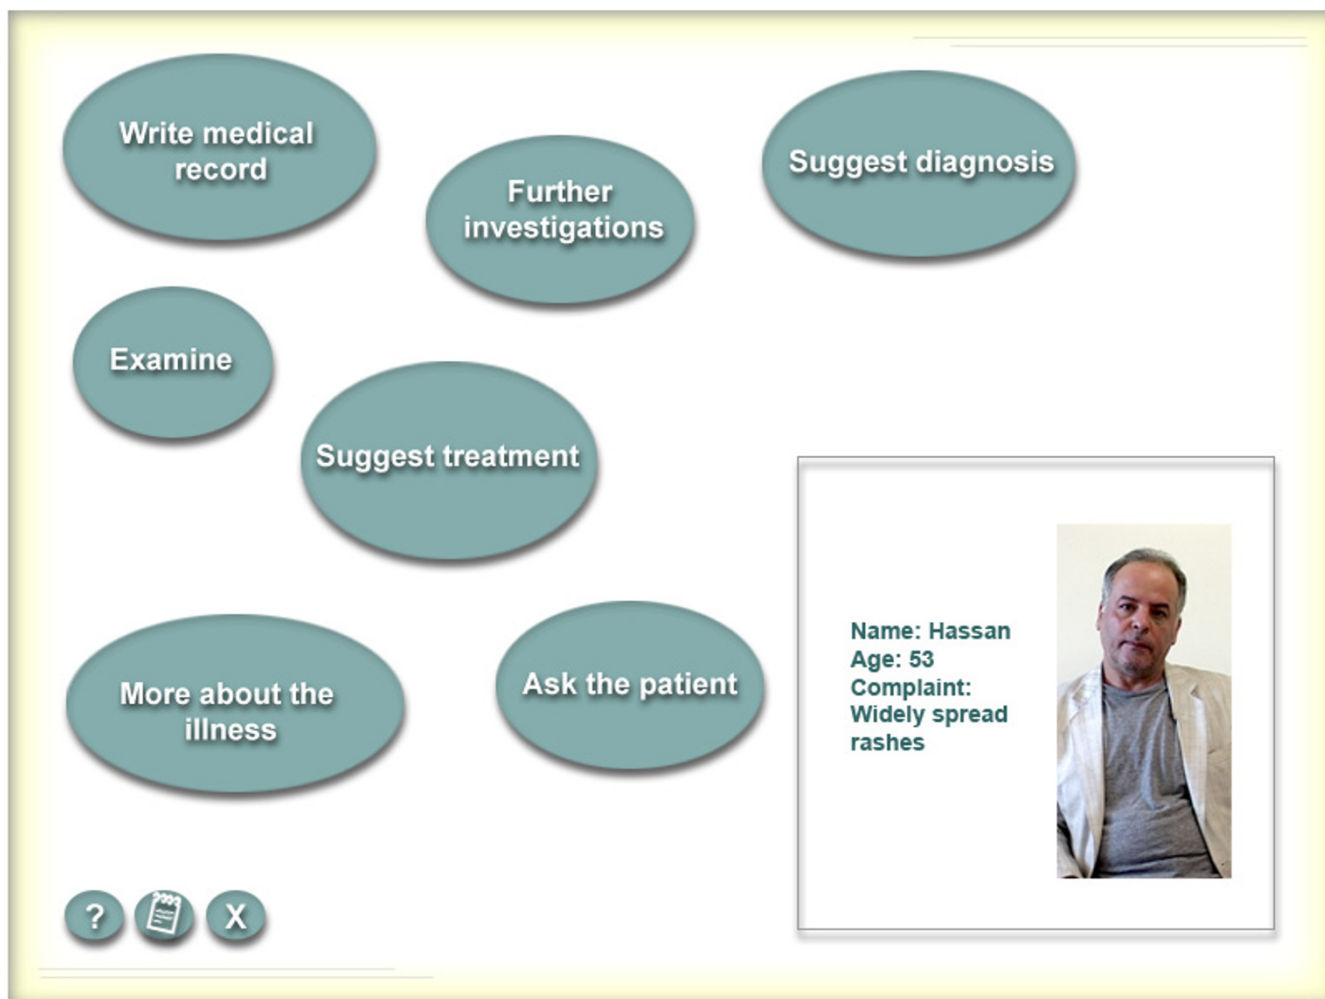 Write medical
record
Further
investigations
Suggest diagnosis
Examine
Suggest treatment
More about the
illness
Ask the patient
Name: Hassan
Age: 53
Complaint:
Widely spread
rashes
?
X